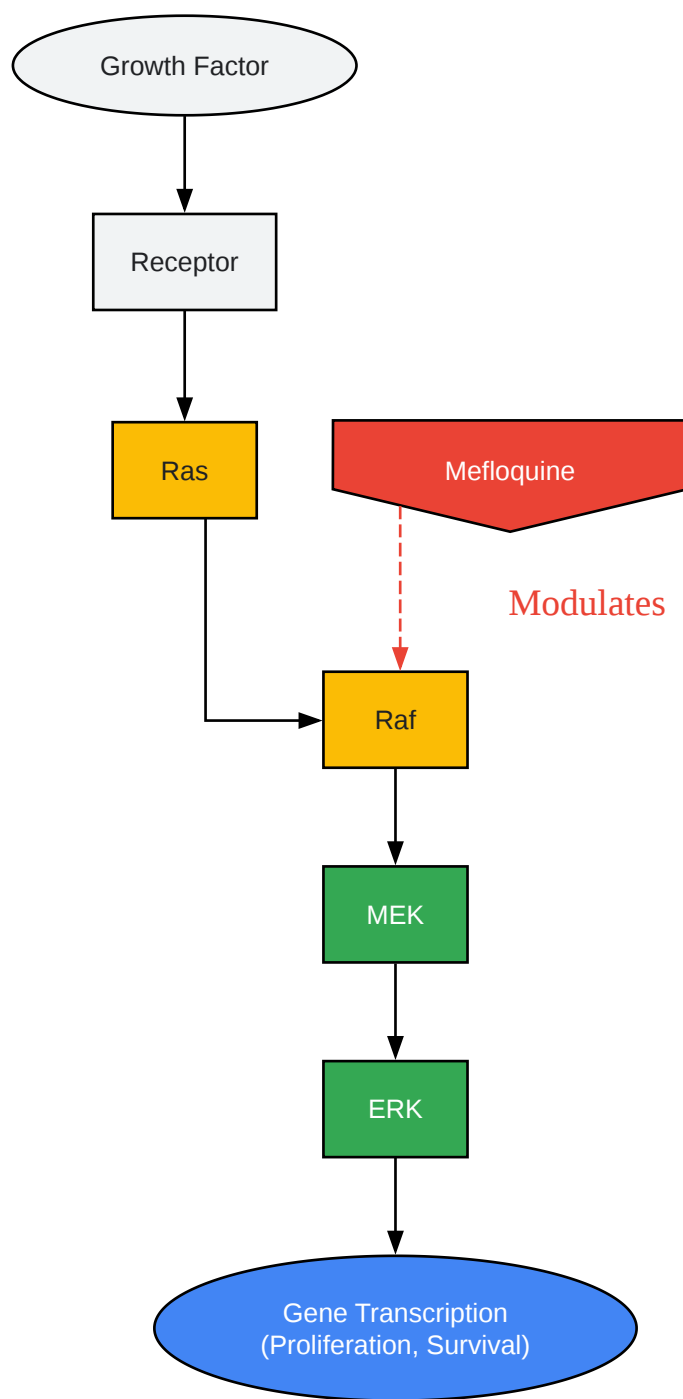 Growth Factor
Receptor
Ras
Mefloquine
Modulates
Raf
MEK
ERK
Gene Transcription
(Proliferation, Survival)